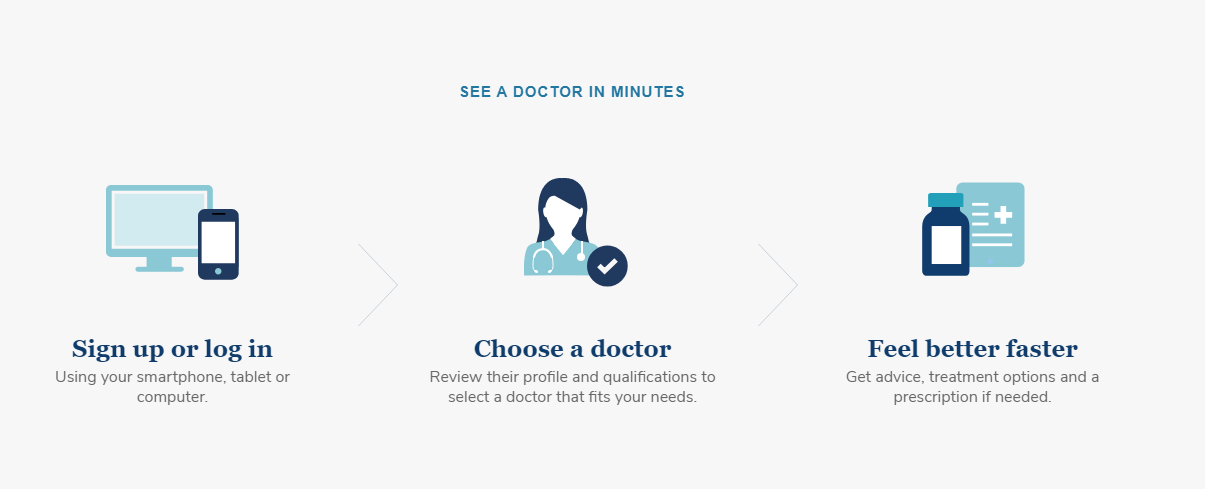 SEE A DOCTOR IN MINUTES
Sign up or log in
Using your smartphone, tablet or
computer.
Choose a doctor
Review their profile and qualifications to
select a doctor that fits your needs.
Feel better faster
Get advice, treatment options and a
prescription if needed.